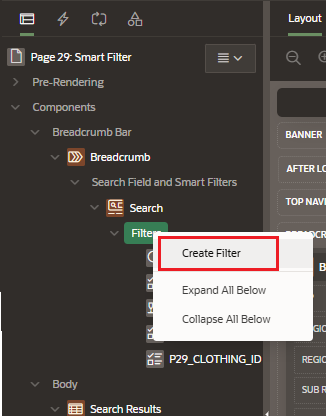 Layout
Page 29: Smart Filter
Pre-Rendering
Components
Breadcrumb Bar
BANNER
Breadcrumb
AFTER LO
Search Field and Smart Filters
TOP NAVI
Search
Filters
Create Filter
Expand All Below
Collapse All Below
REGIO
P29_CLOTHING_ID
REGIO
Body
SUB R
Search Results